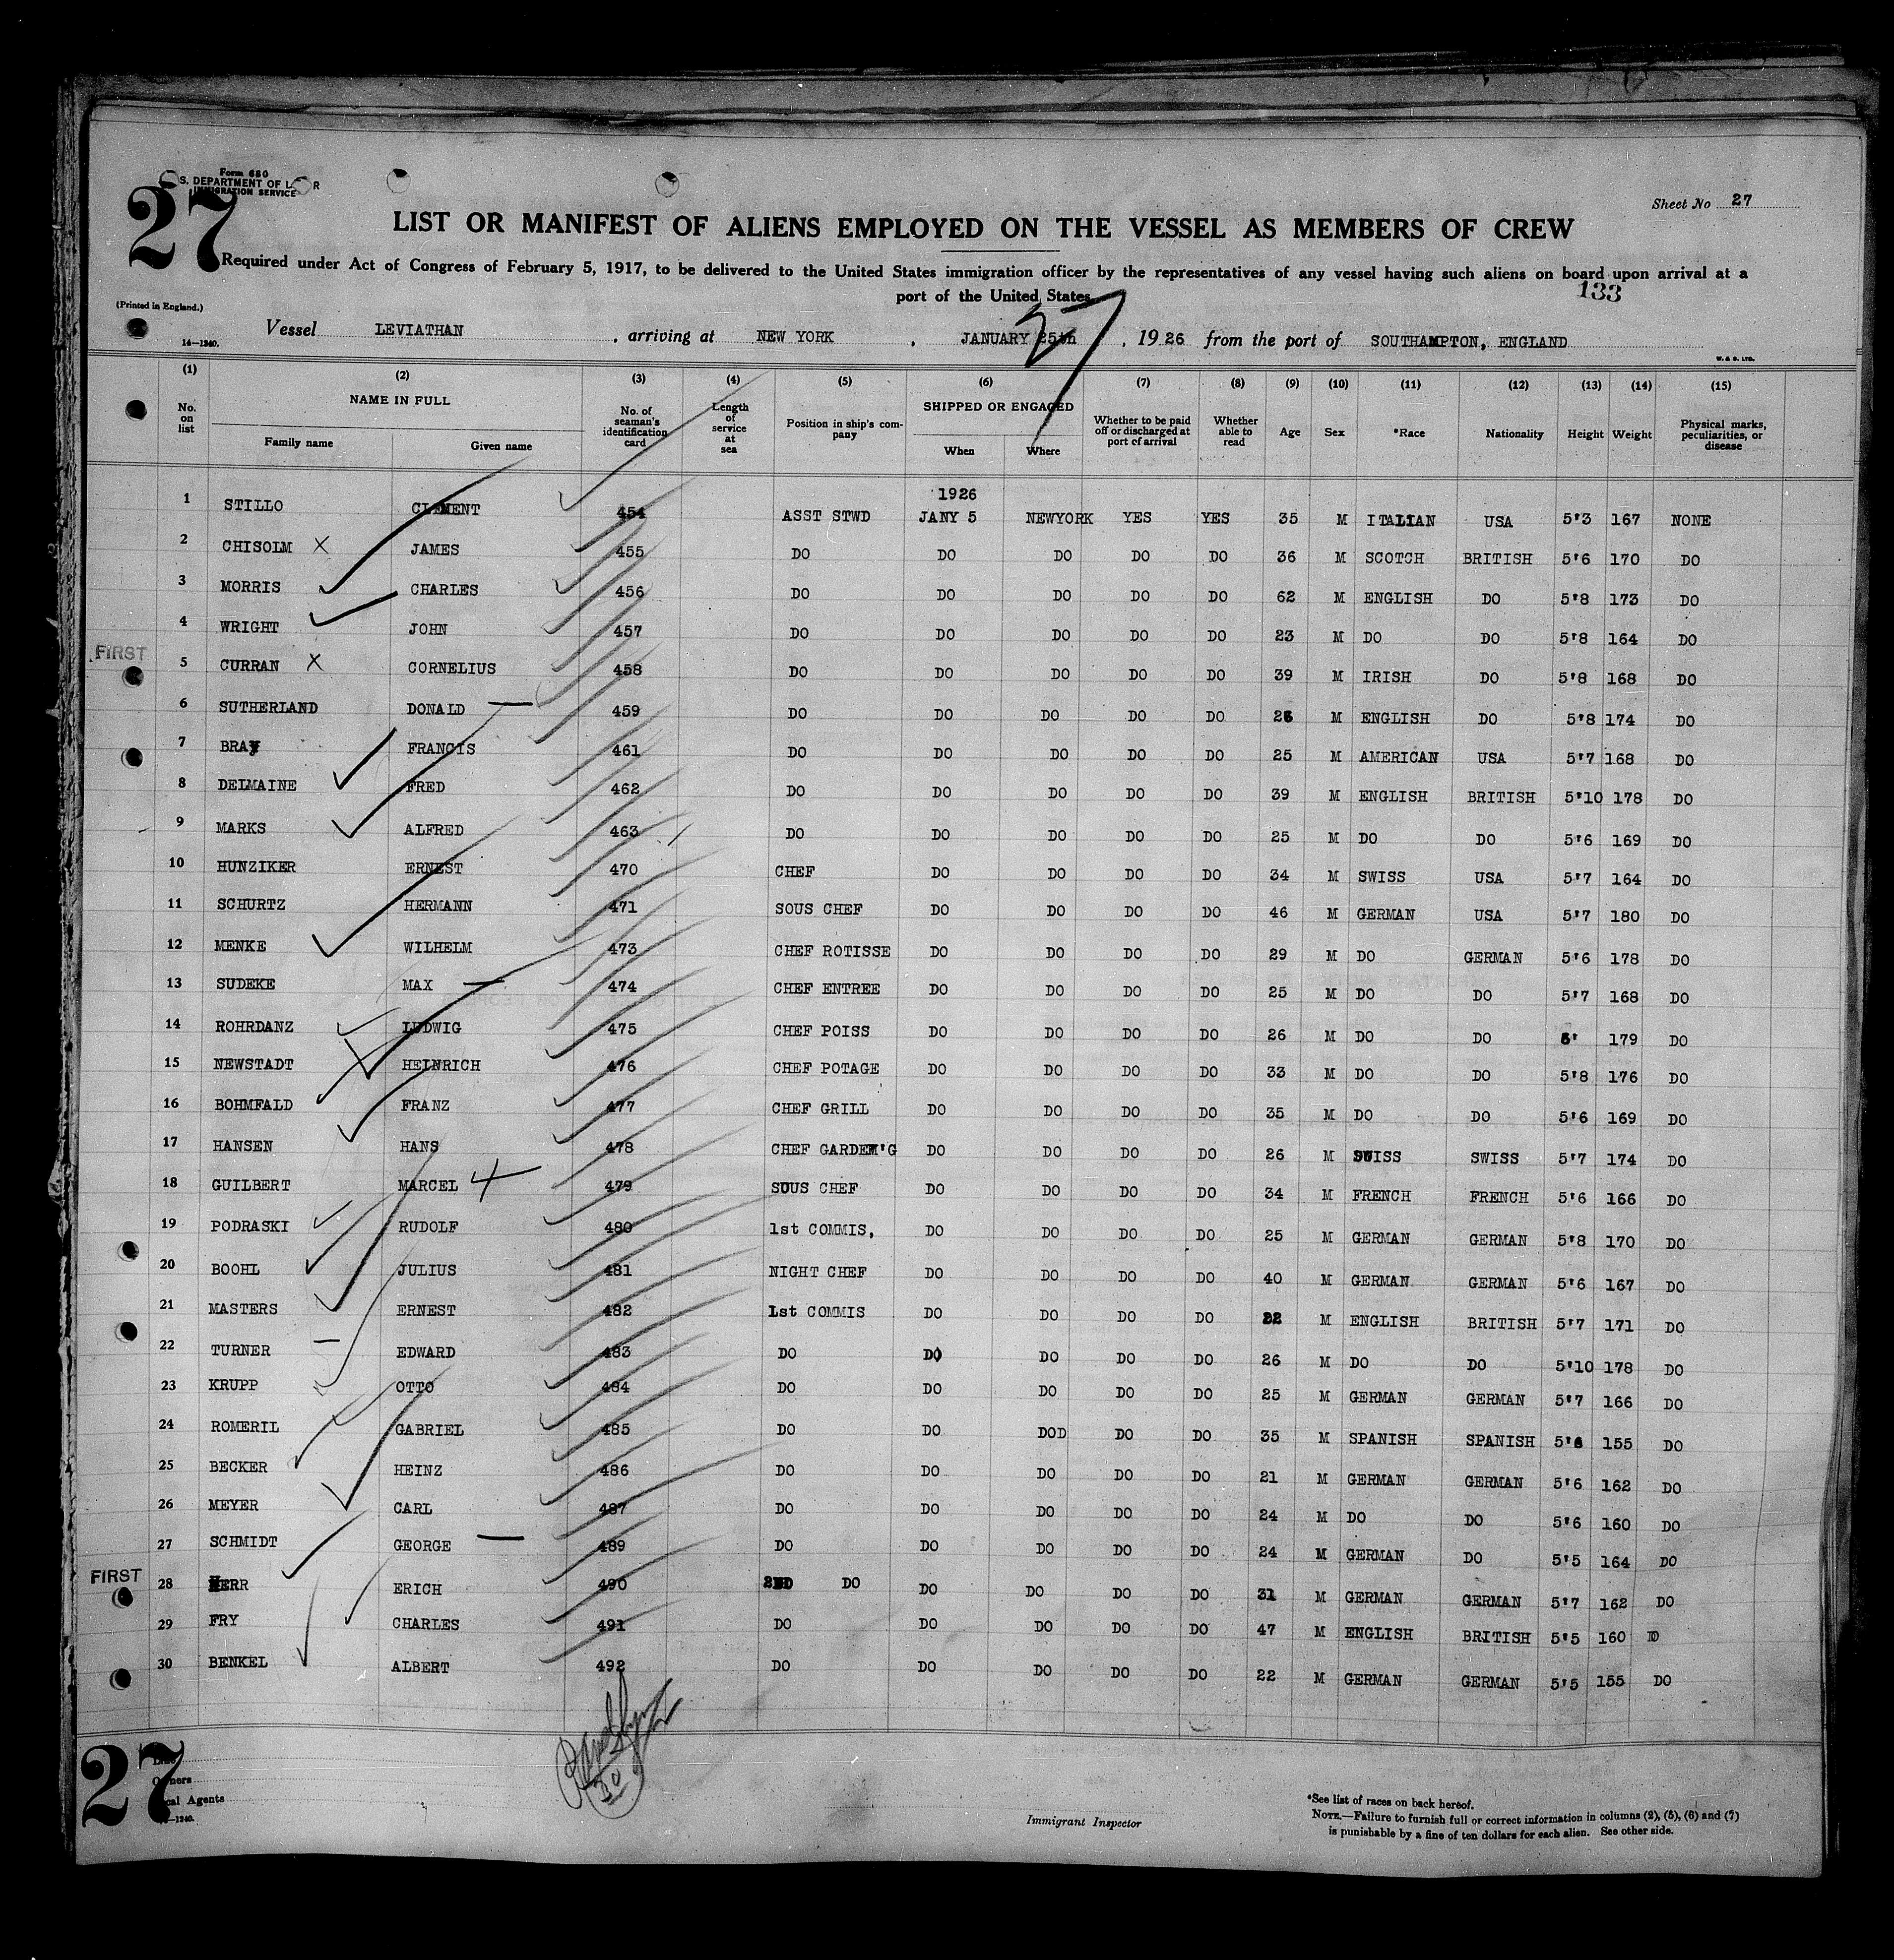 Form 680
S. DEPARTMENT OF L R
IMMIGRATION SERVICE
27
Sheet No 27
LIST OR MANIFEST OF ALIENS EMPLOYED ON THE VESSEL AS MEMBERS OF CREW
Required under Act of Congress of February 5, 1917, to be delivered to the United States immigration officer by the representatives of any vessel having such aliens on board upon arrival at a
port of the United States
133
(Printed in England.)
14—1240.
Vessel LEVIATHAN , arriving at NEW YORK , JANUARY 25th 27 , 1926 from the port of SOUTHAMPTON, ENGLAND
W. & S. LTD.
(1) (2) (3) (4) (5) (6) (7) (8) (9) (10) (11) (12) (13) (14) (15)
No. on list NAME IN FULL Family name Given name No. of seaman's identification card Length of service at sea Position in ship's company SHIPPED OR ENGAGED When Where Whether to be paid off or discharged at port of arrival Whether able to read Age Sex *Race Nationality Height Weight Physical marks, peculiarities, or disease
1926
1 STILLO CLEMENT 454 ASST STWD JANY 5 NEWYORK YES YES 35 M ITALIAN USA 5'3 167 NONE
2 CHISOLM X JAMES 455 DO DO DO DO DO 36 M SCOTCH BRITISH 5'6 170 DO
3 MORRIS CHARLES 456 DO DO DO DO DO 62 M ENGLISH DO 5'8 173 DO
4 WRIGHT JOHN 457 DO DO DO DO DO 23 M DO DO 5'8 164 DO
FIRST
5 CURRAN X CORNELIUS 458 DO DO DO DO DO 39 M IRISH DO 5'8 168 DO
6 SUTHERLAND DONALD 459 DO DO DO DO DO M ENGLISH DO 5'8 174 DO
7 BRAY FRANCIS 461 DO DO DO DO DO 25 M AMERICAN USA 5'7 168 DO
8 DELMAINE FRED 462 DO DO DO DO DO 39 M ENGLISH BRITISH 5'10 178 DO
9 MARKS ALFRED 463 DO DO DO DO DO 25 M DO DO 5'6 169 DO
10 HUNZIKER ERNEST 470 CHEF DO DO DO DO 34 M SWISS USA 5'7 164 DO
11 SCHURTZ HERMANN 471 SOUS CHEF DO DO DO DO 46 M GERMAN USA 5'7 180 DO
12 MENKE WILHELM 473 CHEF ROTISSE DO DO DO DO 29 M DO GERMAN 5'6 178 DO
13 SUDEKE MAX 474 CHEF ENTREE DO DO DO DO 25 M DO DO 5'7 168 DO
14 ROHRDANZ LUDWIG 475 CHEF POISS DO DO DO DO 26 M DO DO 179 DO
15 NEWSTADT HEINRICH 476 CHEF POTAGE DO DO DO DO 33 M DO DO 5'8 176 DO
16 BOHMFALD FRANZ 477 CHEF GRILL DO DO DO DO 35 M DO DO 5'6 169 DO
17 HANSEN HANS 478 CHEF GARDEM'G DO DO DO DO 26 M SWISS SWISS 5'7 174 DO
18 GUILBERT MARCEL 479 SOUS CHEF DO DO DO DO 34 M FRENCH FRENCH 5'6 166 DO
19 PODRASKI RUDOLF 480 1st COMMIS, DO DO DO DO 25 M GERMAN GERMAN 5'8 170 DO
20 BOOHL JULIUS 481 NIGHT CHEF DO DO DO DO 40 M GERMAN GERMAN 5'6 167 DO
21 MASTERS ERNEST 482 1st COMMIS DO DO DO DO M ENGLISH BRITISH 5'7 171 DO
22 TURNER EDWARD 483 DO DO DO DO DO 26 M DO DO 5'10 178 DO
23 KRUPP OTTO 484 DO DO DO DO DO 25 M GERMAN GERMAN 5'7 166 DO
24 ROMERIL GABRIEL 485 DO DO DOD DO DO 35 M SPANISH SPANISH 155 DO
25 BECKER HEINZ 486 DO DO DO DO DO 21 M GERMAN GERMAN 5'6 162 DO
26 MEYER CARL 487 DO DO DO DO DO 24 M DO DO 5'6 160 DO
27 SCHMIDT GEORGE 489 DO DO DO DO DO 24 M GERMAN DO 5'5 164 DO
FIRST
28 HERR ERICH 490 2ND DO DO DO DO DO 31 M GERMAN GERMAN 5'7 162 DO
29 FRY CHARLES 491 DO DO DO DO DO 47 M ENGLISH BRITISH 5'5 160 DO
30 BENKEL ALBERT 492 DO DO DO DO DO 22 M GERMAN GERMAN 5'5 155 DO
27
Owners
cal Agents
—1240.
30
Immigrant Inspector
*See list of races on back hereof.
NOTE.—Failure to furnish full or correct information in columns (2), (5), (6) and (7)
is punishable by a fine of ten dollars for each alien. See other side.